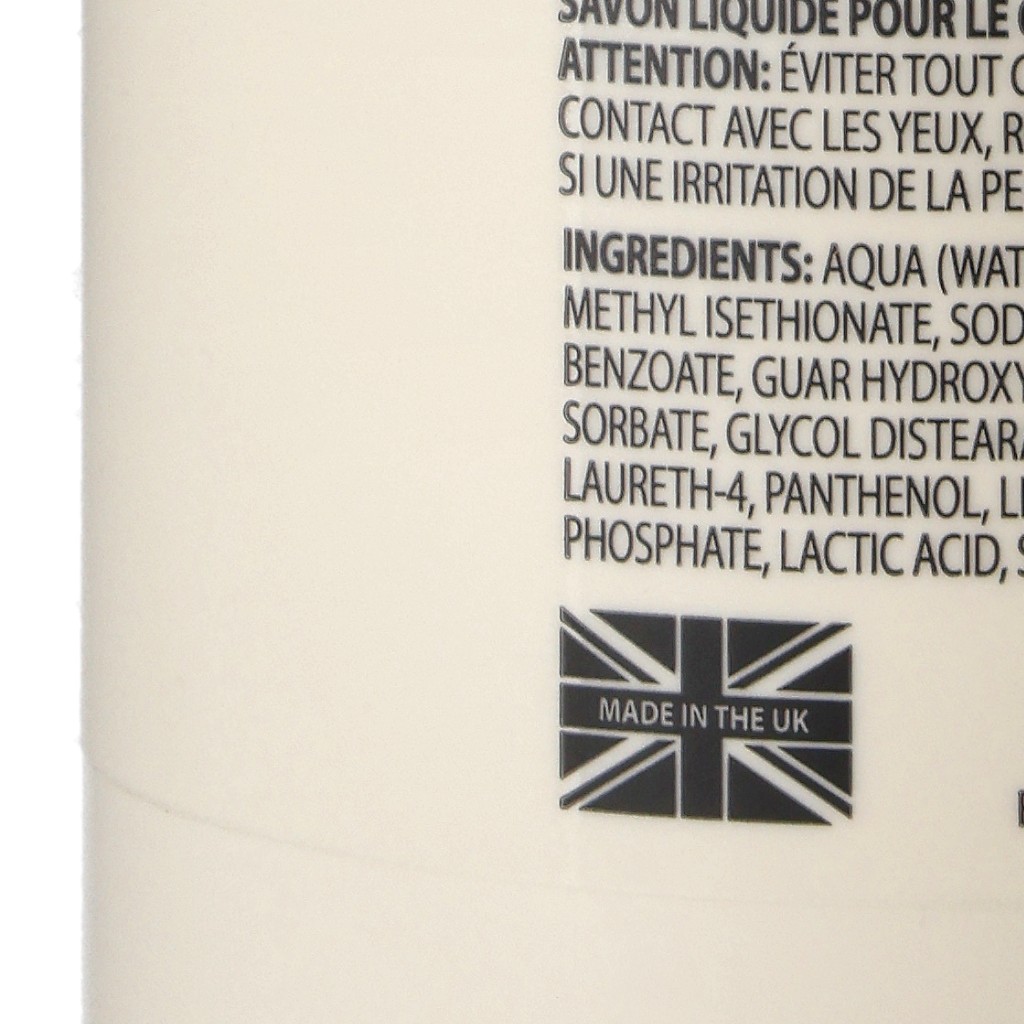 SAVON LIQUIDE POUR LE
ATTENTION: ÉVITER TOUT
CONTACT AVEC LES YEUX,
SI UNE IRRITATION DE LA
INGREDIENTS: AQUA
METHYL ISETHIONATE,
BENZOATE, GUAR
SORBATE, GLYCOL
LAURETH-4, PANTHENOL,
PHOSPHATE, LACTIC ACID,
MADE IN THE UK